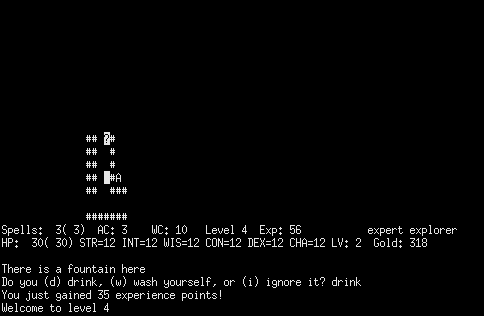 ## ?#
## #
## #
## #A
## ###
#######
Spells: 3( 3) AC: 3 WC: 10 Level 4 Exp: 56 expert explorer
HP: 30( 30) STR=12 INT=12 WIS=12 CON=12 DEX=12 CHA=12 LV: 2 Gold: 318
There is a fountain here
Do you (d) drink, (w) wash yourself, or (i) ignore it? drink
You just gained 35 experience points!
Welcome to level 4